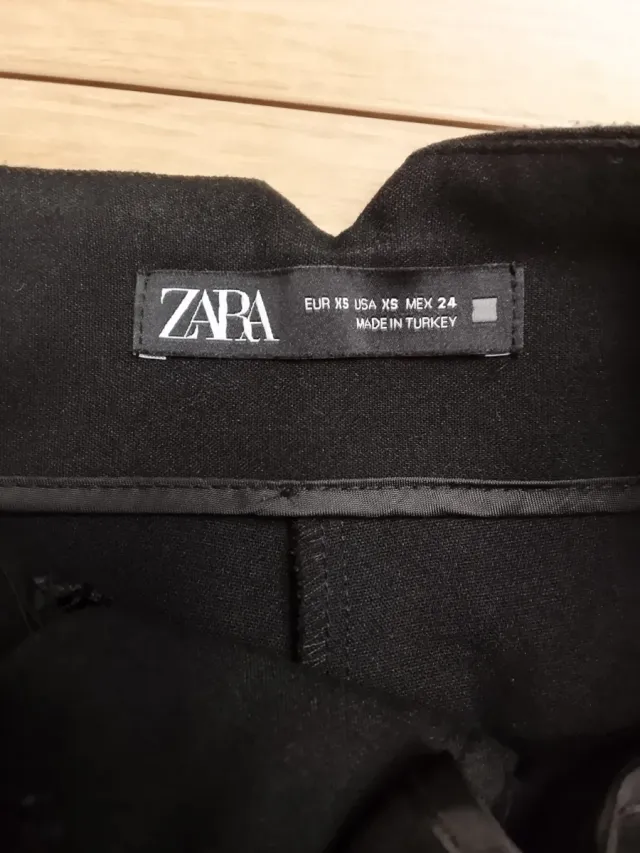 ZARA
EUR XS USA XS MEX 24
MADE IN TURKEY